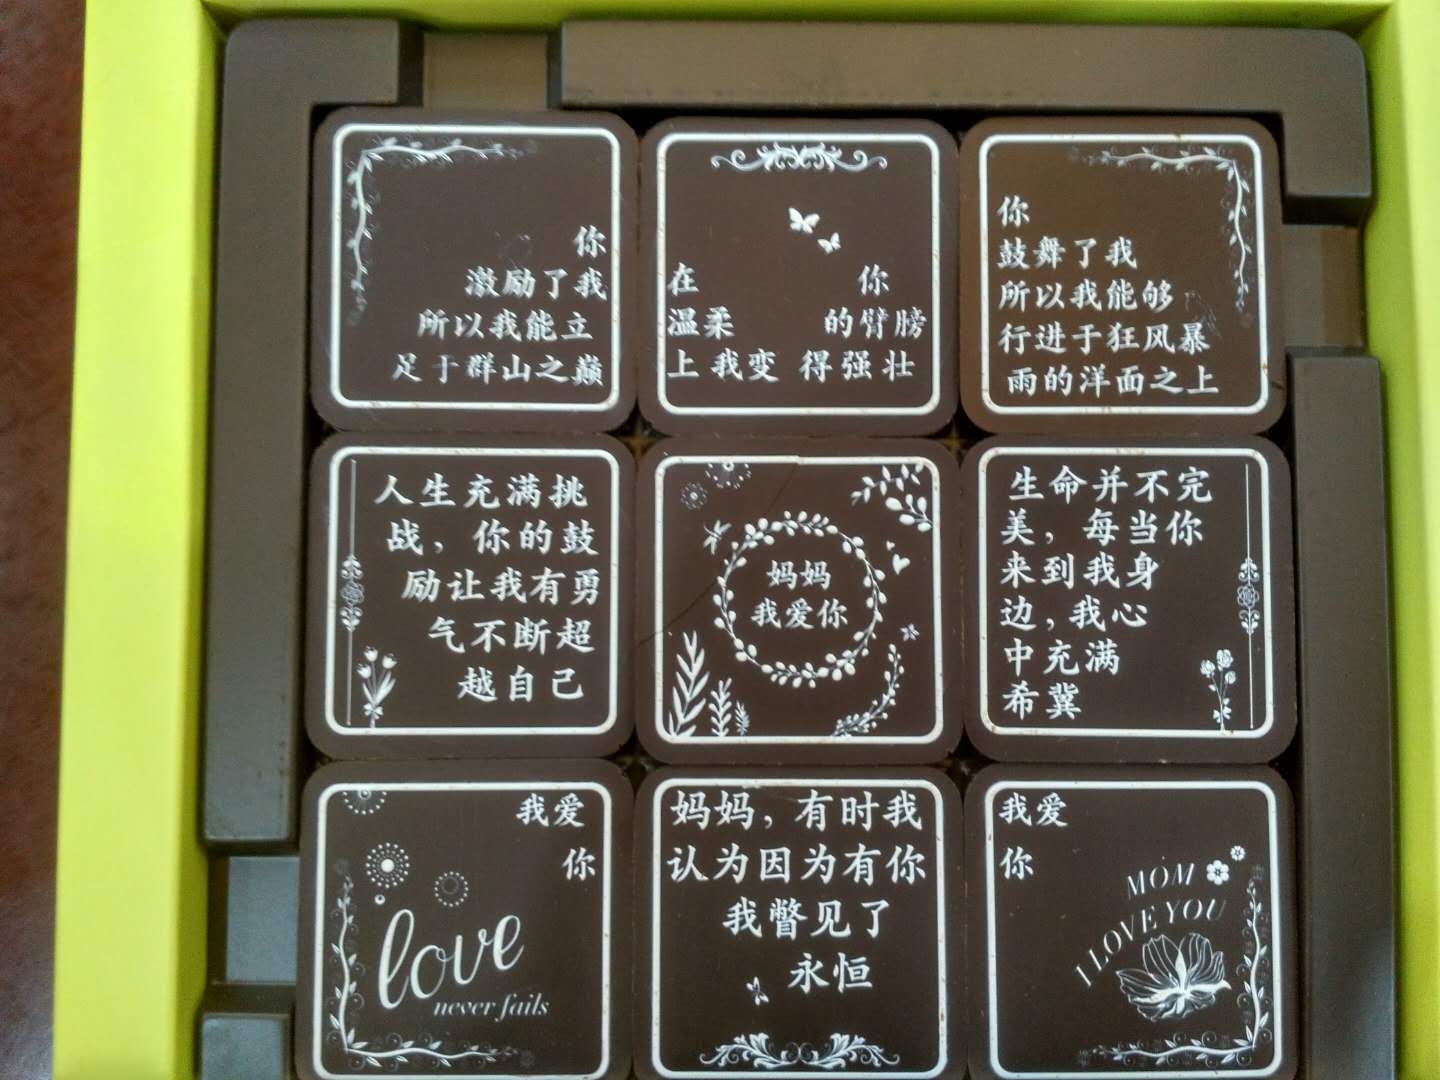 你
激励了我
所以我能立
足于群山之巅
在 你
温柔 的臂膀
上我变 得强壮
你
鼓舞了我
所以我能够
行进于狂风暴
雨的洋面之上
人生充满挑
战，你的鼓
励让我有勇
气不断超
越自己
妈妈
我爱你
生命并不完
美，每当你
来到我身
边，我心
中充满
希冀
我爱
你
love
never fails
妈妈，有时我
认为因为有你
我瞥见了
永恒
我爱
你
MOM
I LOVE YOU